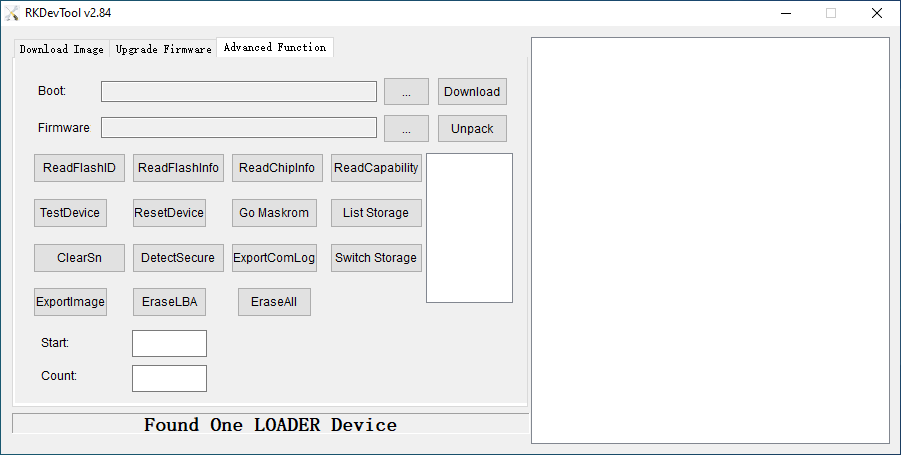 RKDevTool v2.84
Download Image Upgrade Firmware Advanced Function
Boot: ... Download
Firmware ... Unpack
ReadFlashID ReadFlashInfo ReadChipInfo ReadCapability
TestDevice ResetDevice Go Maskrom List Storage
ClearSn DetectSecure ExportComLog Switch Storage
ExportImage EraseLBA EraseAll
Start:
Count:
Found One LOADER Device